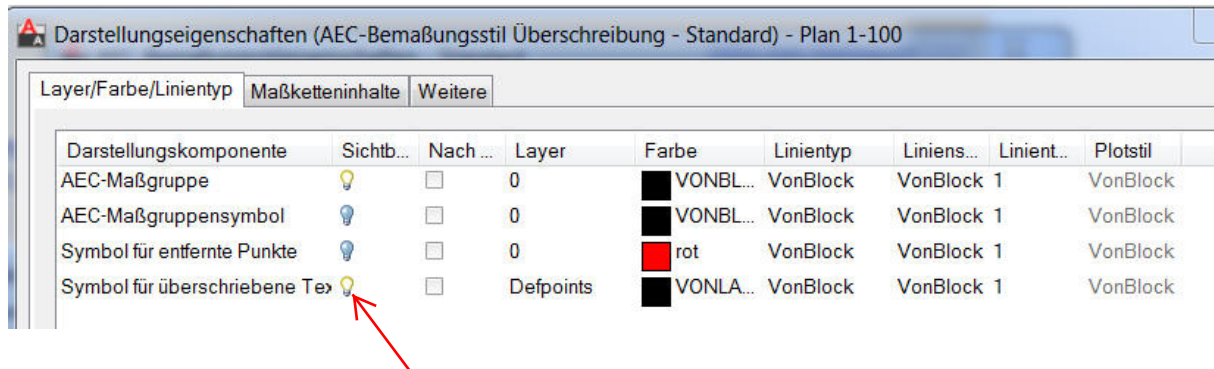 Darstellungseigenschaften (AEC-Bemaßungsstil Überschreibung - Standard) - Plan 1-100
Layer/Farbe/Linientyp Maßketteninhalte Weitere
Darstellungskomponente Sichtb... Nach ... Layer Farbe Linientyp Liniens... Linient... Plotstil
AEC-Maßgruppe 0 VONBL... VonBlock VonBlock 1 VonBlock
AEC-Maßgruppensymbol 0 VONBL... VonBlock VonBlock 1 VonBlock
Symbol für entfernte Punkte 0 rot VonBlock VonBlock 1 VonBlock
Symbol für überschriebene Tex Defpoints VONLA... VonBlock VonBlock 1 VonBlock